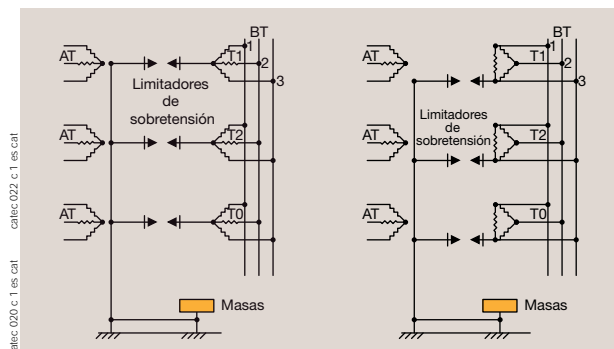 BT
1
AT
T1
2
3
Limitadores
de
sobretensión
AT
T2
AT
T0
Masas
BT
1
AT
T1
2
3
Limitadores
de
sobretensión
AT
T2
AT
T0
Masas
catec 022 c 1 es cat
catec 020 c 1 es cat